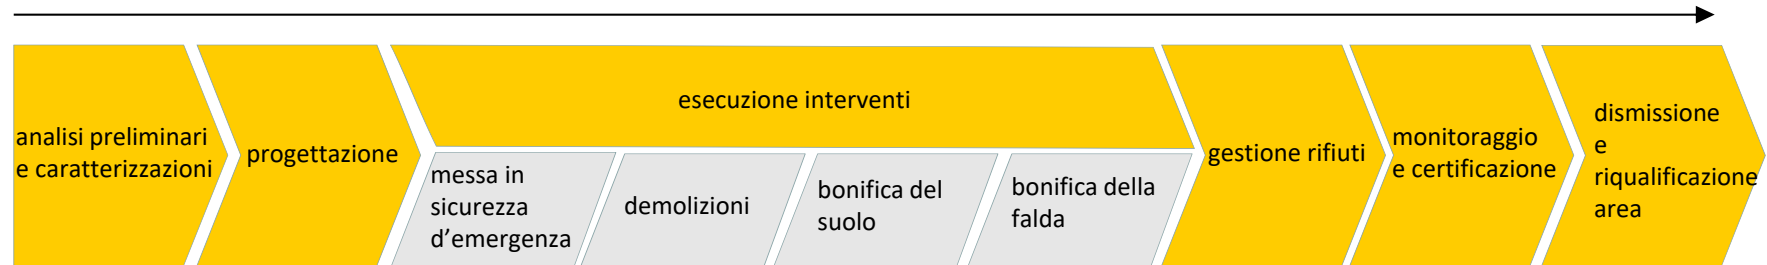 analisi preliminari
e caratterizzazioni
progettazione
esecuzione interventi
messa in
sicurezza
d’emergenza
demolizioni
bonifica del
suolo
bonifica della
falda
gestione rifiuti
monitoraggio
e certificazione
dismissione
e
riqualificazione
area